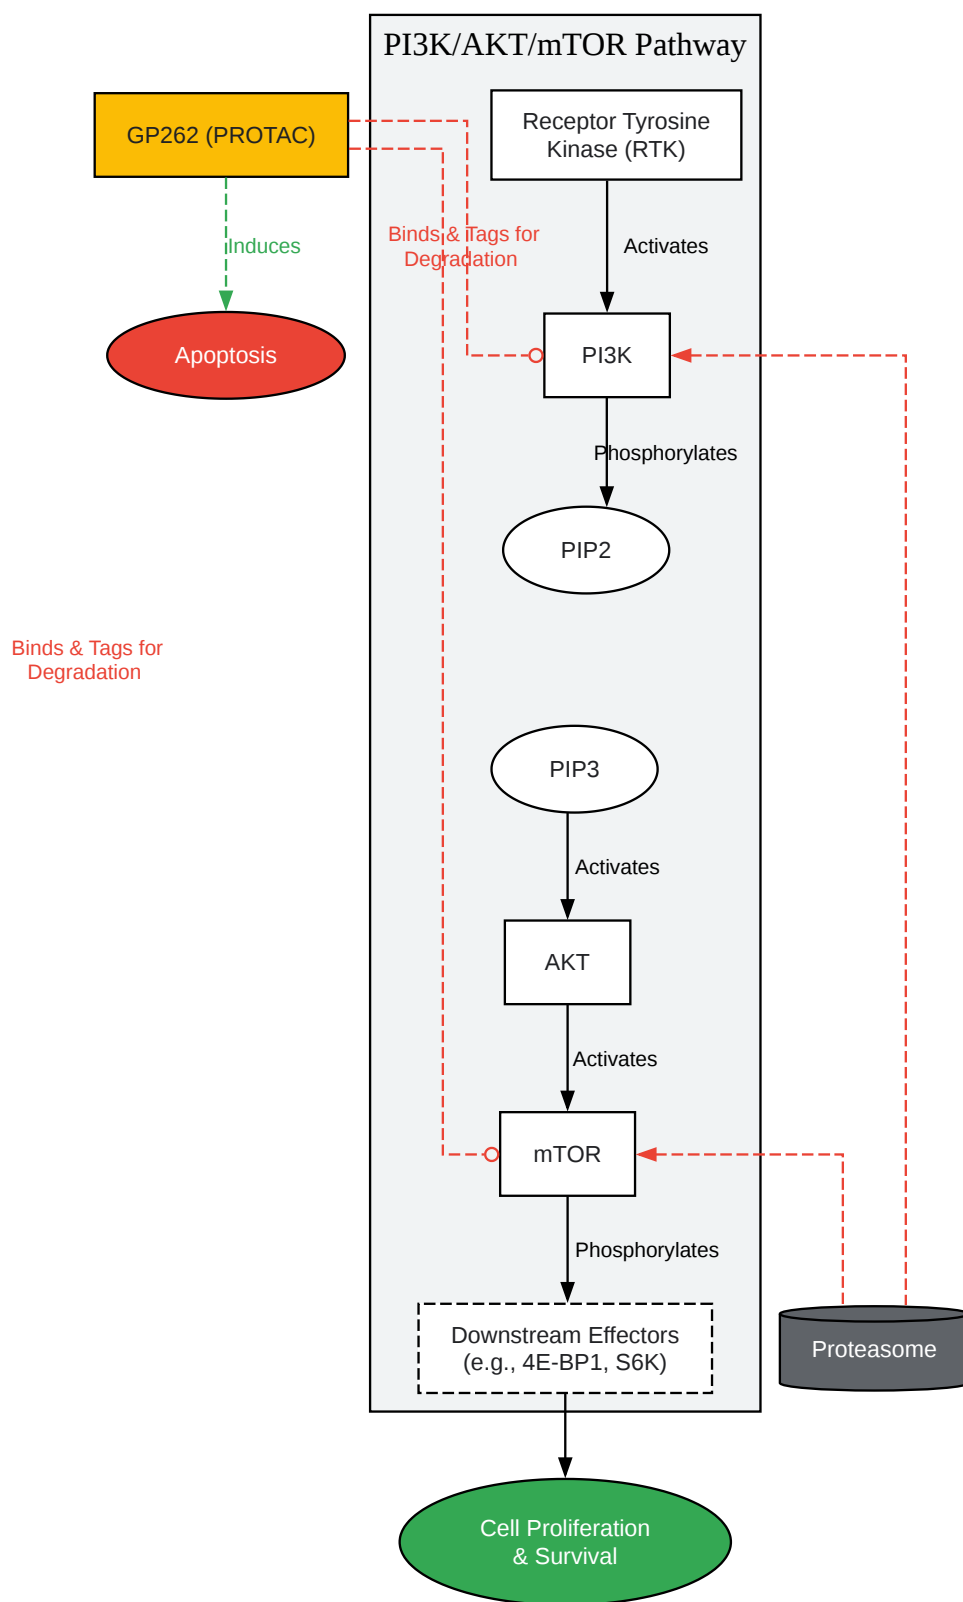 PI3K/AKT/mTOR Pathway
GP262 (PROTAC)
Receptor Tyrosine
Kinase (RTK)
Binds & Tags for
Degradation
Induces
Activates
Apoptosis
PI3K
Phosphorylates
PIP2
Binds & Tags for
Degradation
PIP3
Activates
AKT
Activates
mTOR
Phosphorylates
Downstream Effectors
(e.g., 4E-BP1, S6K)
Proteasome
Cell Proliferation
& Survival